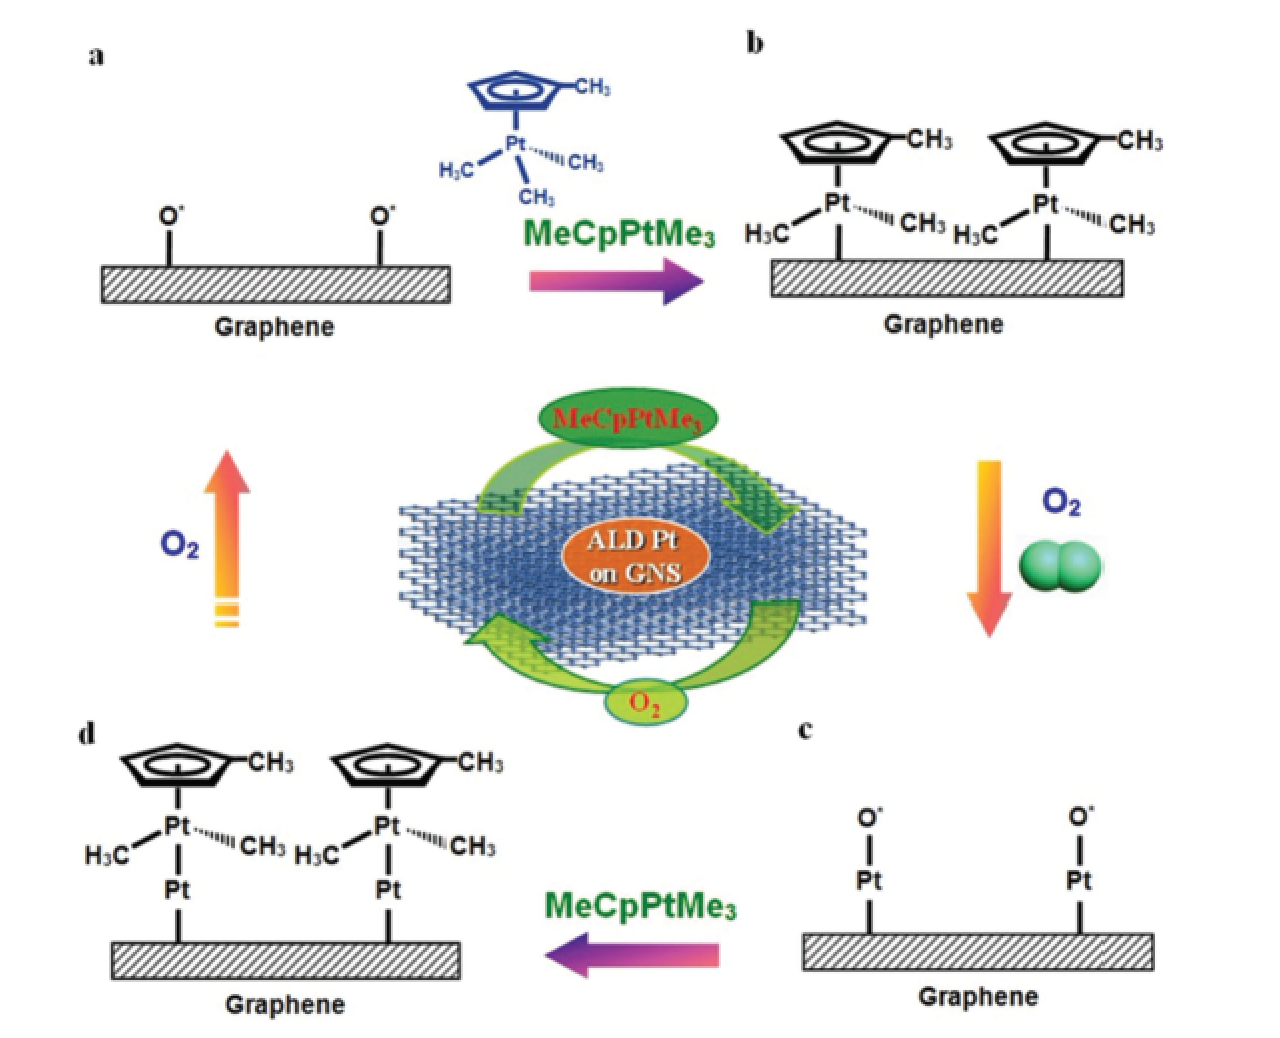 a
b
CH₃
Pt
H₃C
CH₃
CH₃
O*
O*
MeCpPtMe₃
Graphene
CH₃
CH₃
Pt
Pt
H₃C
CH₃
H₃C
CH₃
Graphene
MeCpPtMe₃
O₂
ALD Pt
on GNS
O₂
O₂
d
c
CH₃
CH₃
Pt
Pt
H₃C
CH₃
H₃C
CH₃
Pt
Pt
Graphene
MeCpPtMe₃
O*
O*
Pt
Pt
Graphene
O₂